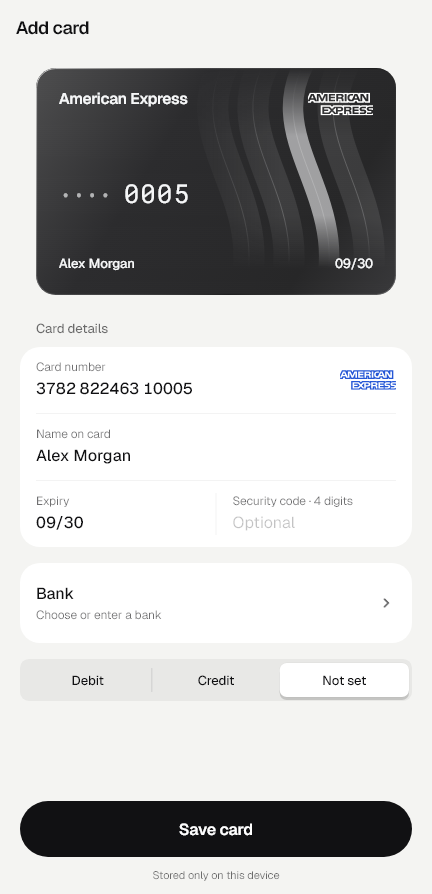 Add card
American Express
AMERICAN
EXPRESS
•••• 0005
Alex Morgan
09/30
Card details
Card number
3782 822463 10005
AMERICAN
EXPRESS
Name on card
Alex Morgan
Expiry
09/30
Security code · 4 digits
Optional
Bank
Choose or enter a bank
Debit
Credit
Not set
Save card
Stored only on this device